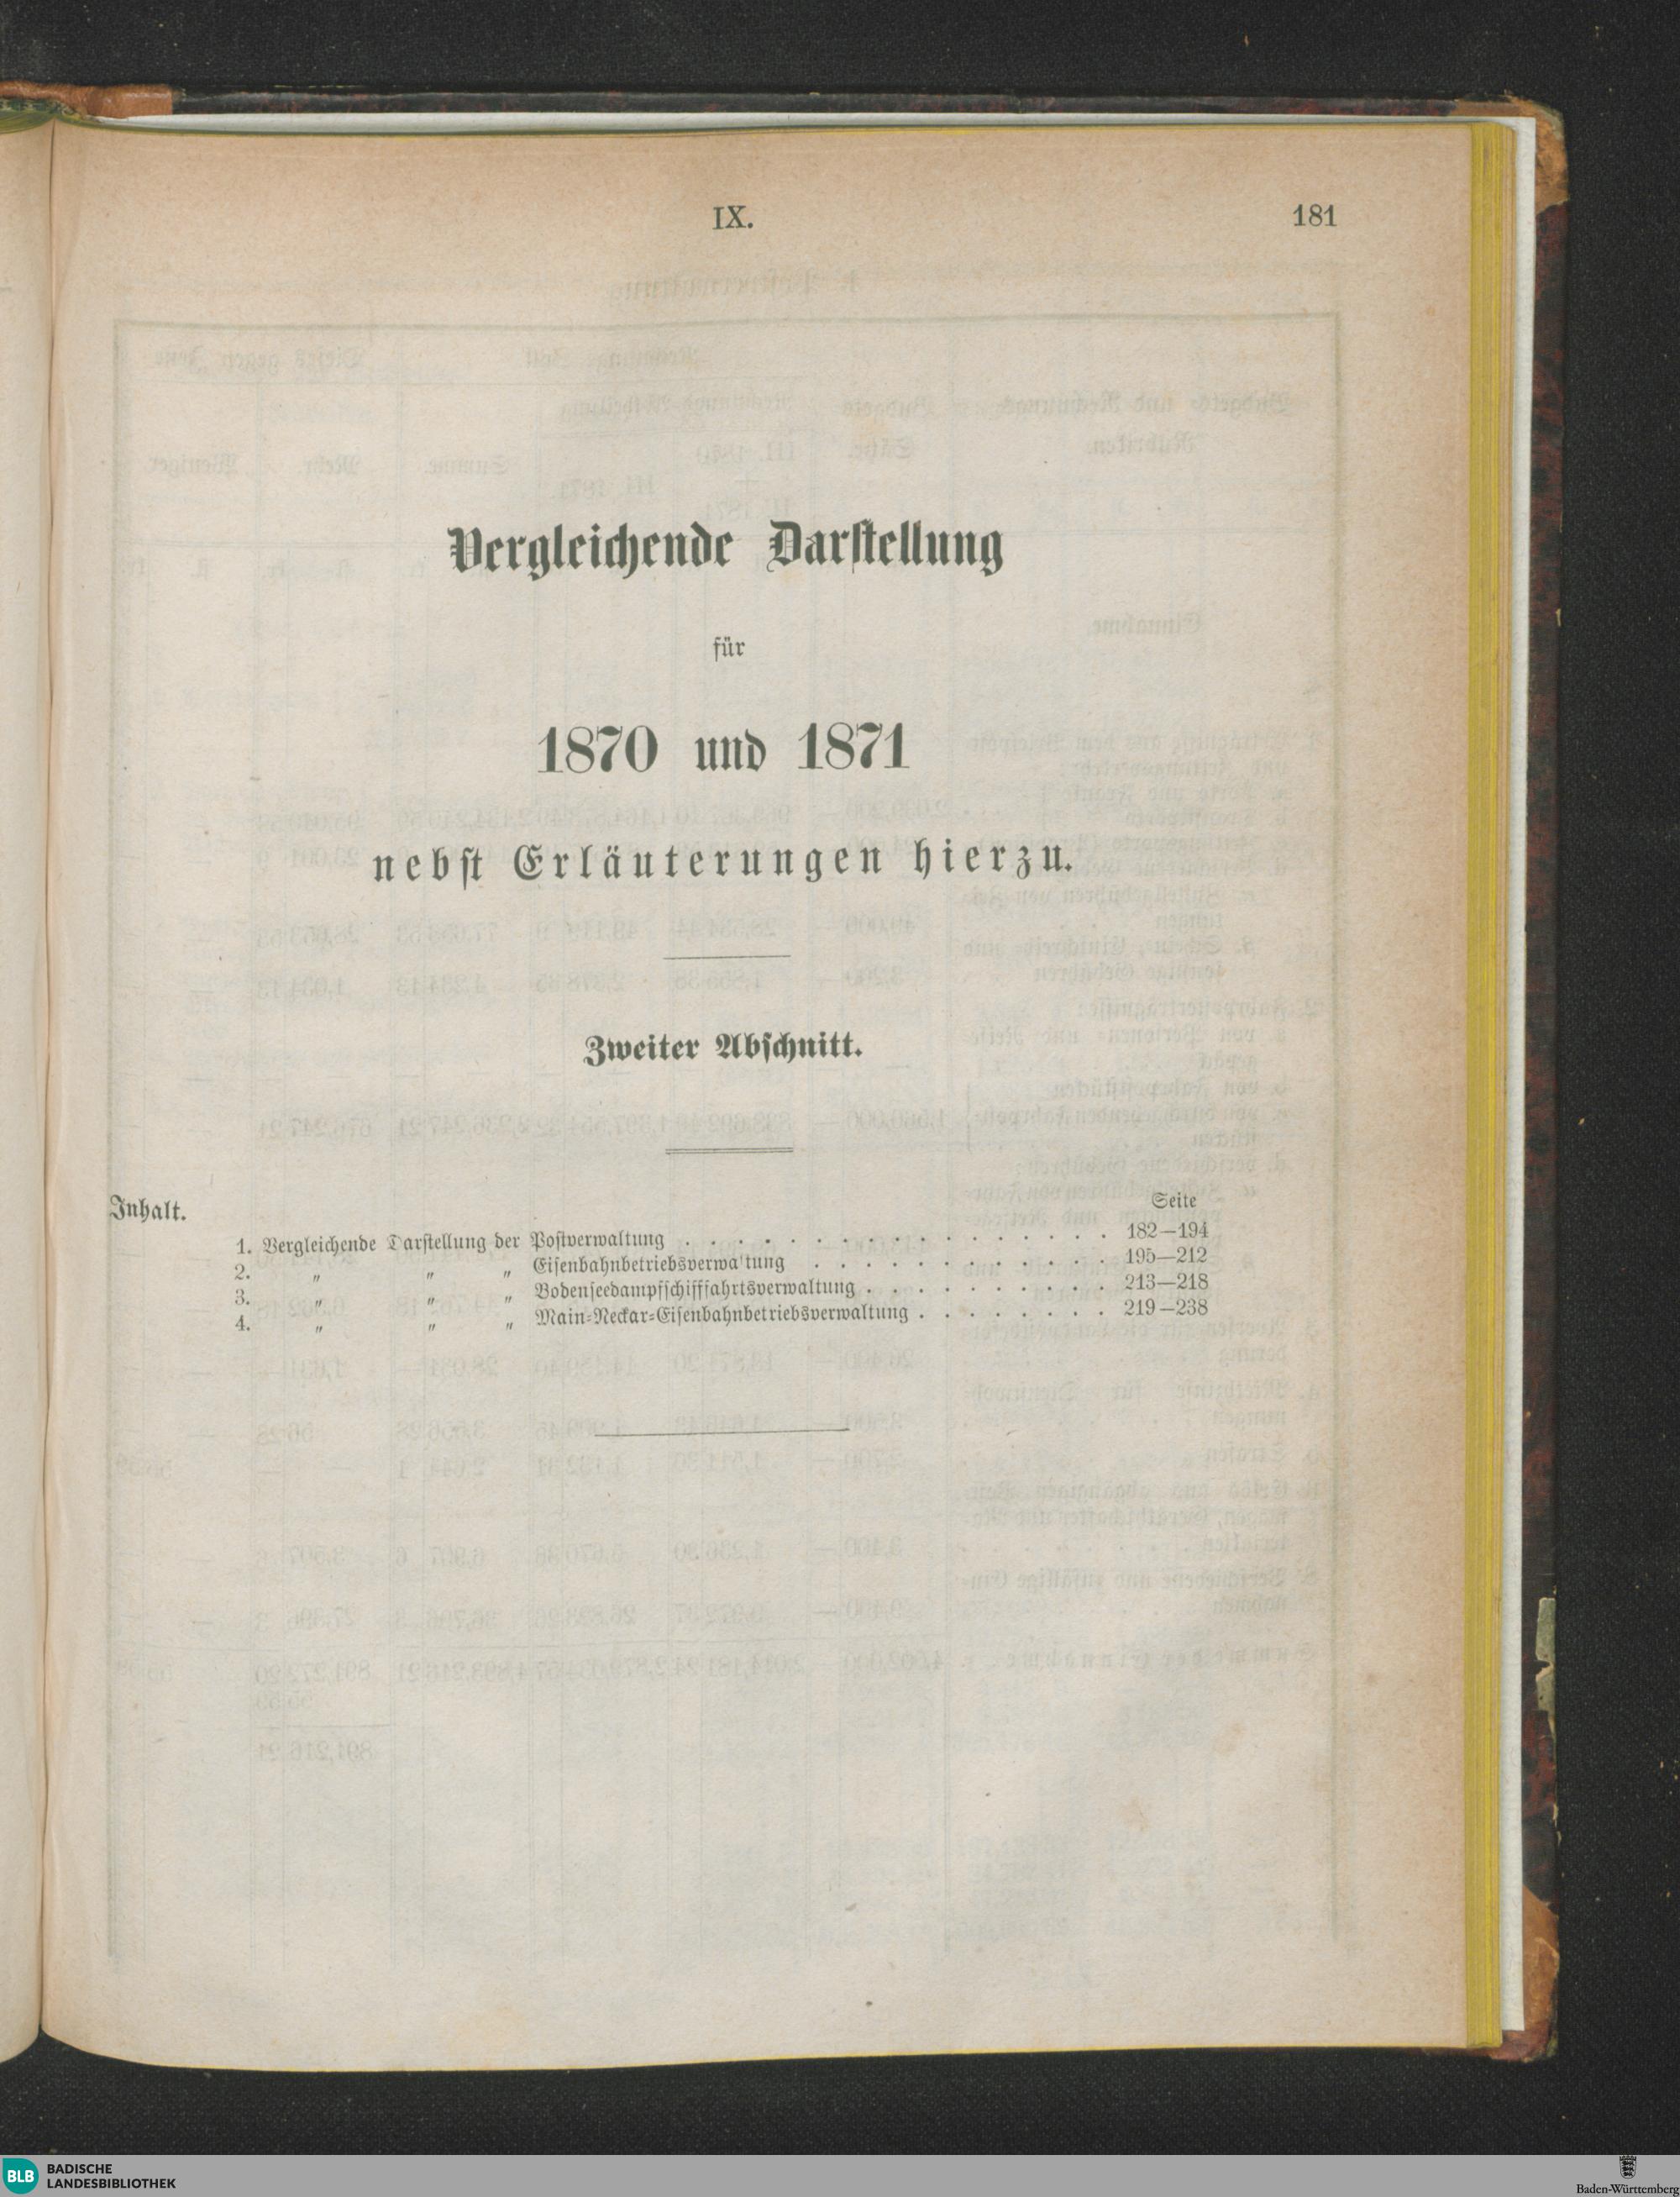 IX.
181
Vergleichende Darstellung
für
1870 und 1871
nebst Erläuterungen hierzu.
Zweiter Abschnitt.
Inhalt.
Seite
1. Vergleichende Darstellung der Postverwaltung . . . . . . . . . . . . . . . . . 182–194
2. „ „ „ Eisenbahnbetriebsverwaltung . . . . . . . . . . . . 195–212
3. „ „ „ Bodenseedampfschifffahrtsverwaltung . . . . . . . . . . 213–218
4. „ „ „ Main-Neckar-Eisenbahnbetriebsverwaltung . . . . . . . . 219–238
BLB BADISCHE
LANDESBIBLIOTHEK
Baden-Württemberg